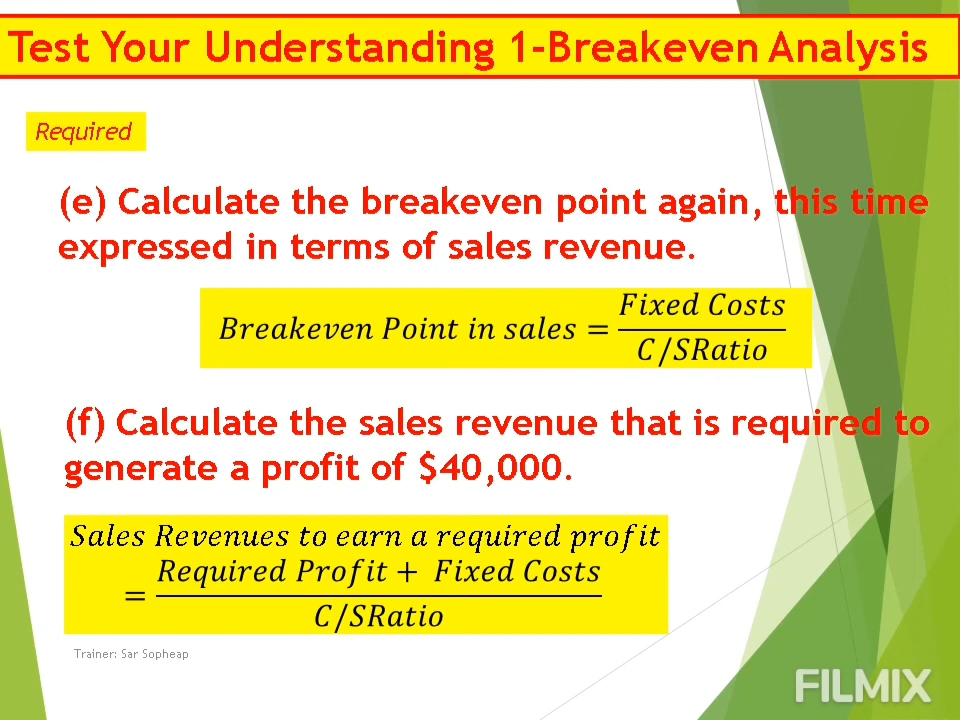 Test Your Understanding 1-Breakeven Analysis
Required
(e) Calculate the breakeven point again, this time
expressed in terms of sales revenue.
Breakeven Point in sales = Fixed Costs / C/SRatio
(f) Calculate the sales revenue that is required to
generate a profit of $40,000.
Sales Revenues to earn a required profit
= Required Profit + Fixed Costs / C/SRatio
Trainer: Sar Sopheap
FILMIX